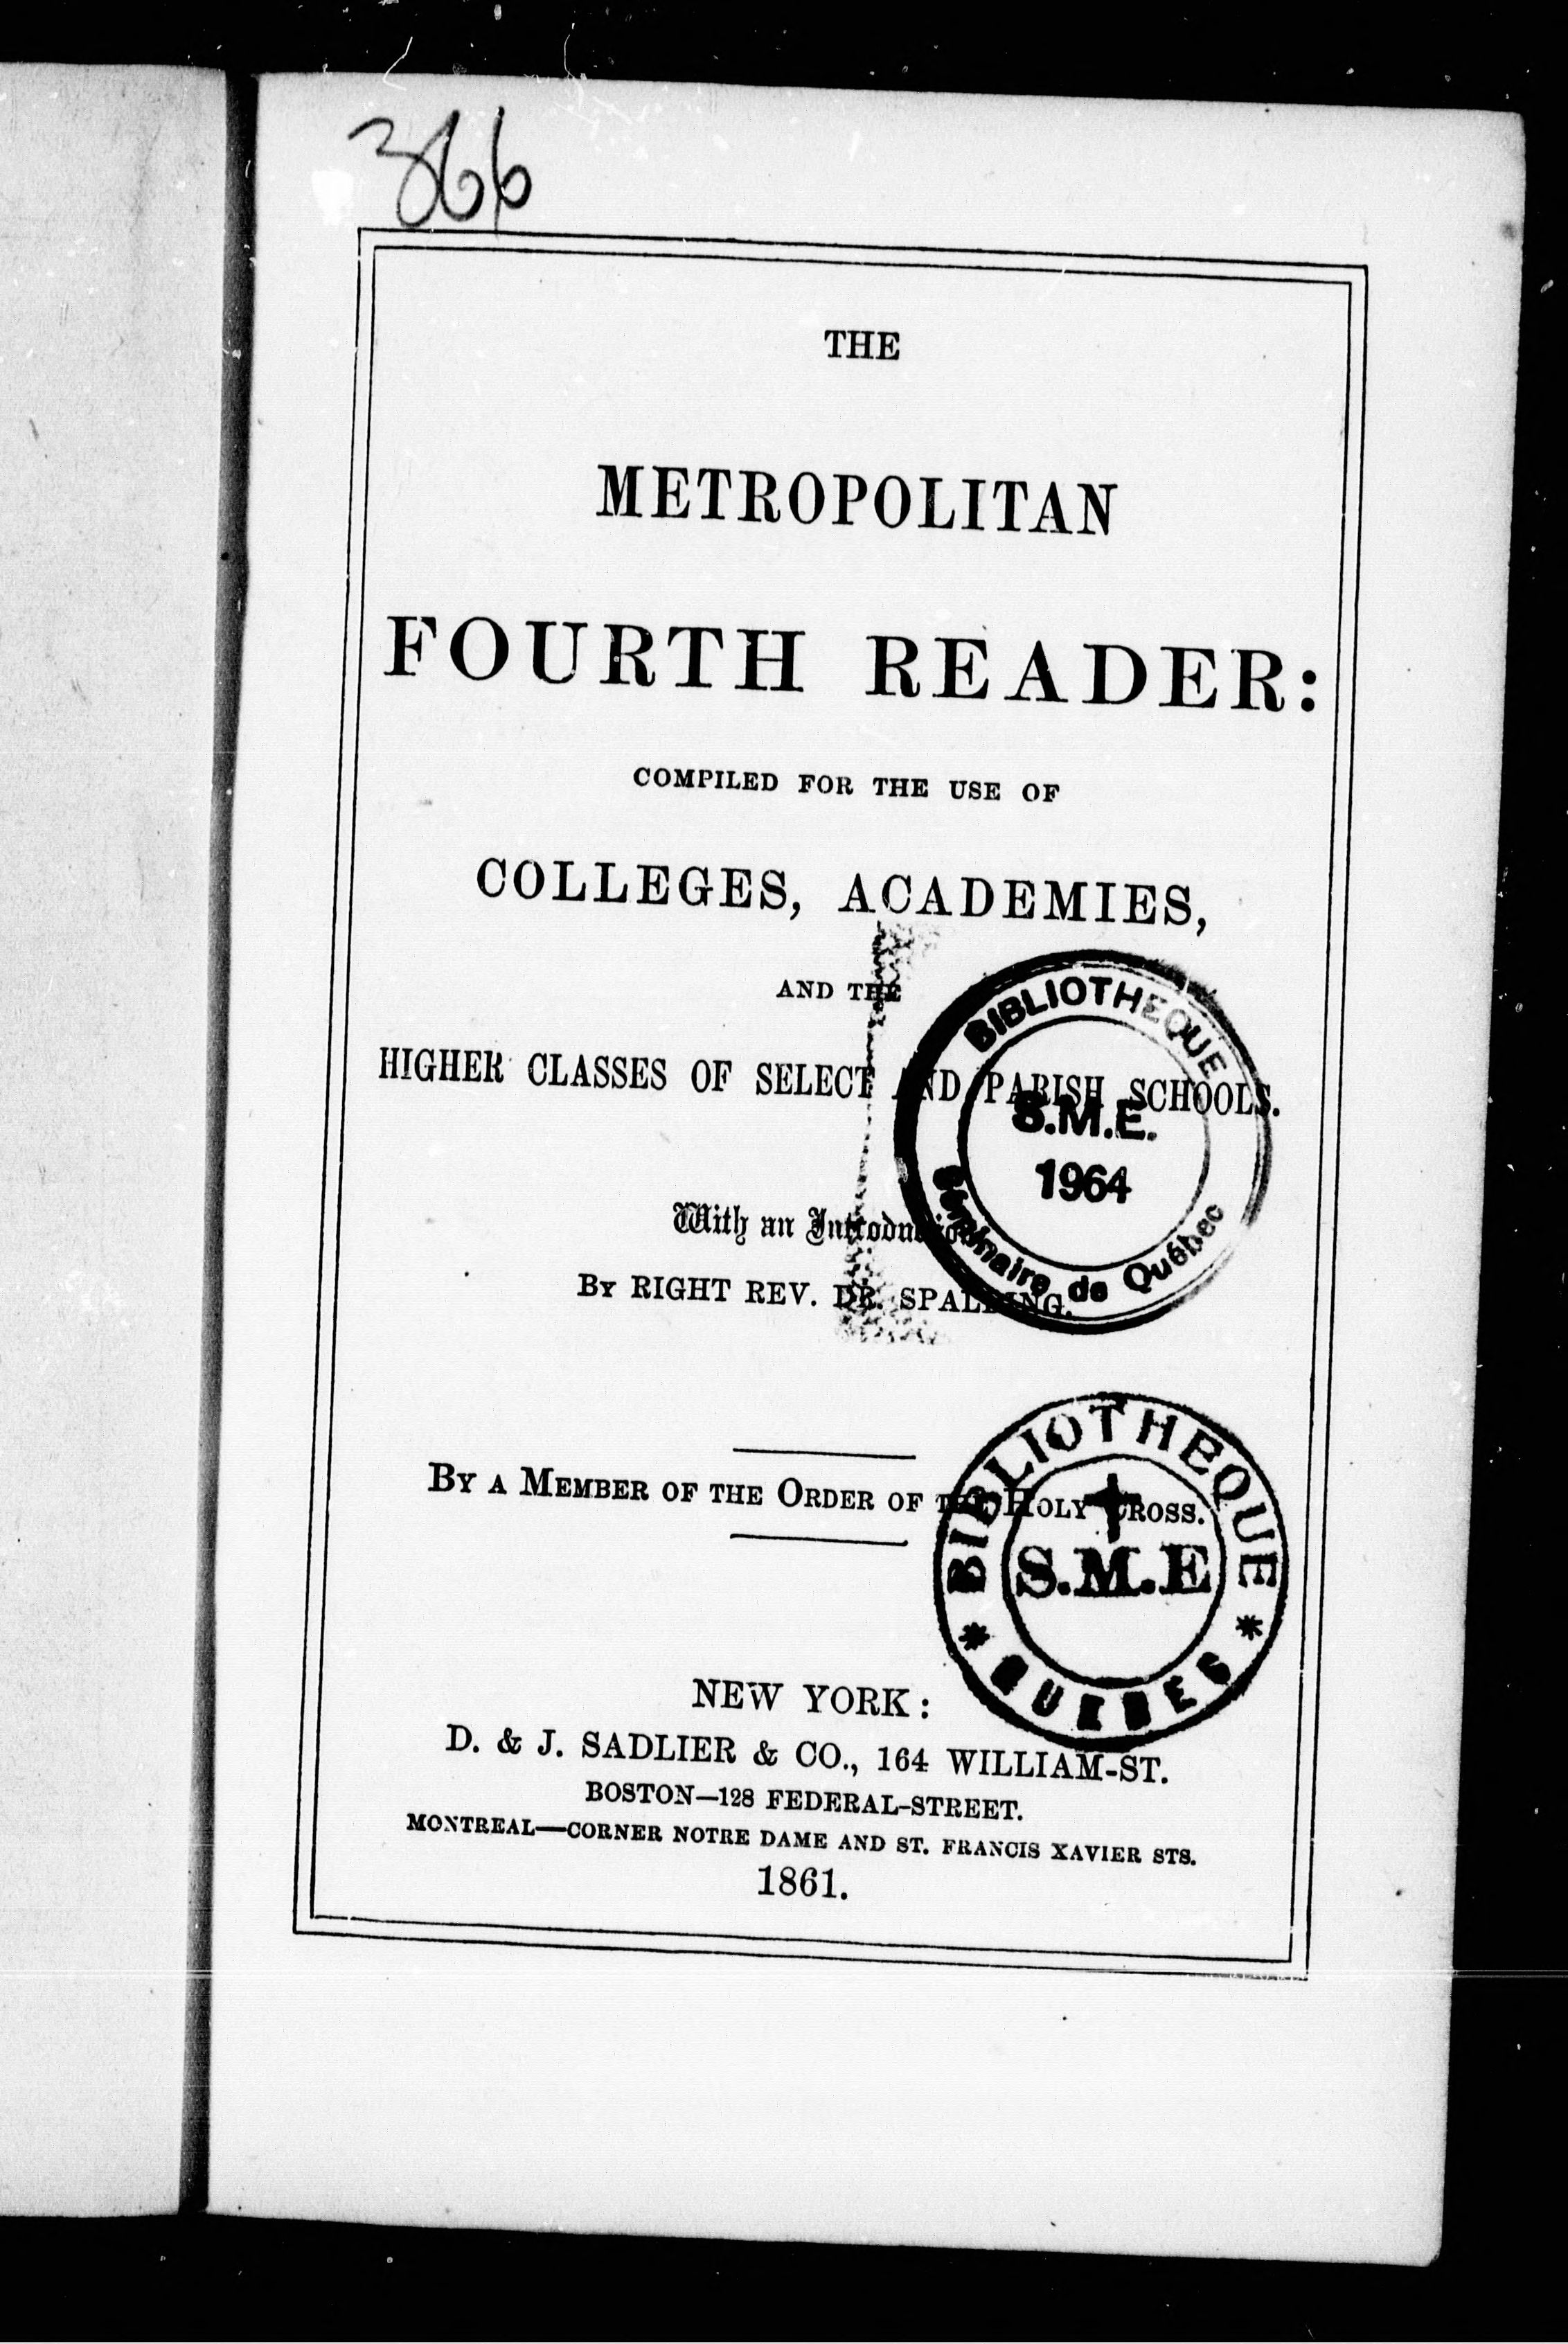 366
THE
METROPOLITAN
FOURTH READER:
COMPILED FOR THE USE OF
COLLEGES, ACADEMIES,
AND THE
HIGHER CLASSES OF SELECT AND PARISH SCHOOLS.
BIBLIOTHEQUE
S.M.E.
1964
Séminaire de Québec
With an Introduction
BY RIGHT REV. DR. SPALDING.
BY A MEMBER OF THE ORDER OF THE HOLY CROSS.
BIBLIOTHEQUE
S.M.E
* QUEBEC *
NEW YORK:
D. & J. SADLIER & CO., 164 WILLIAM-ST.
BOSTON—128 FEDERAL-STREET.
MONTREAL—CORNER NOTRE DAME AND ST. FRANCIS XAVIER STS.
1861.